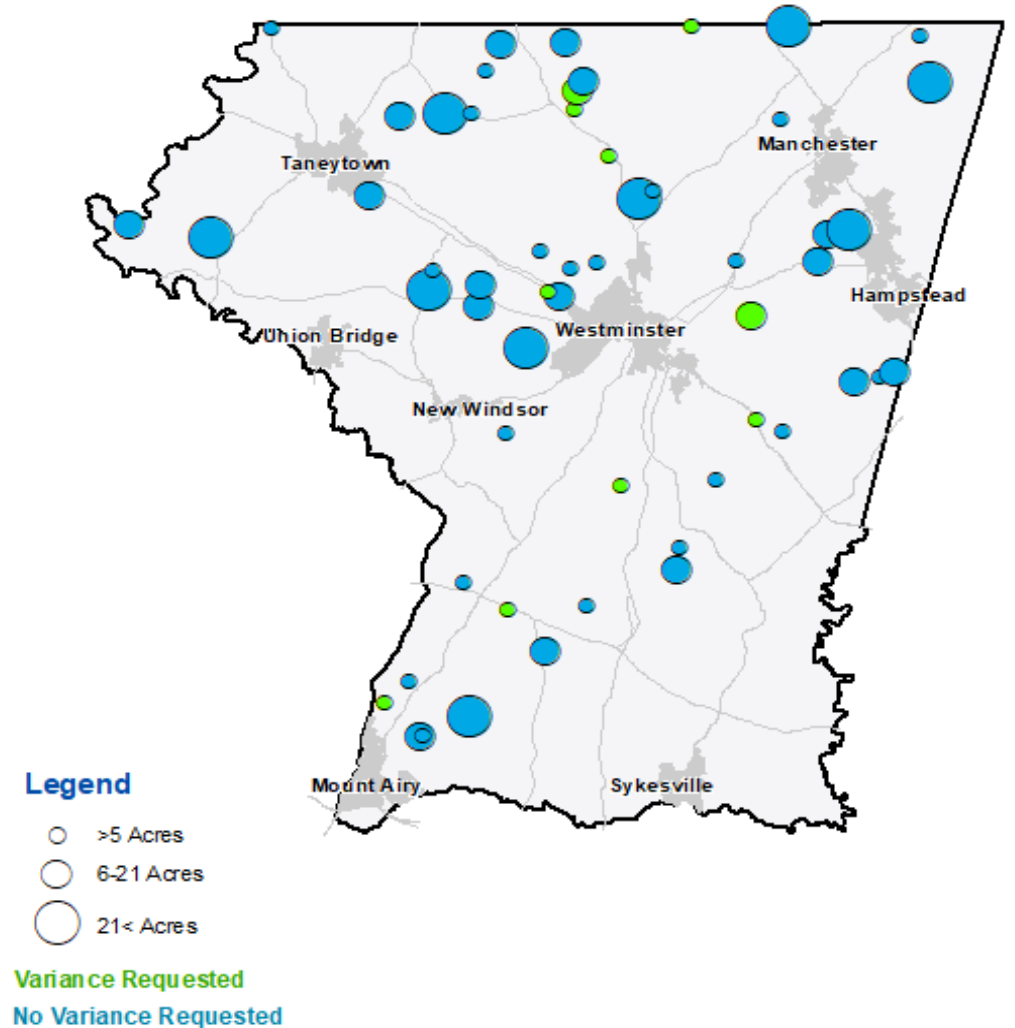 Manchester
Taneytown
Hampstead
Westminster
Union Bridge
New Windsor
Mount Airy
Sykesville
Legend
>5 Acres
6-21 Acres
21< Acres
Variance Requested
No Variance Requested